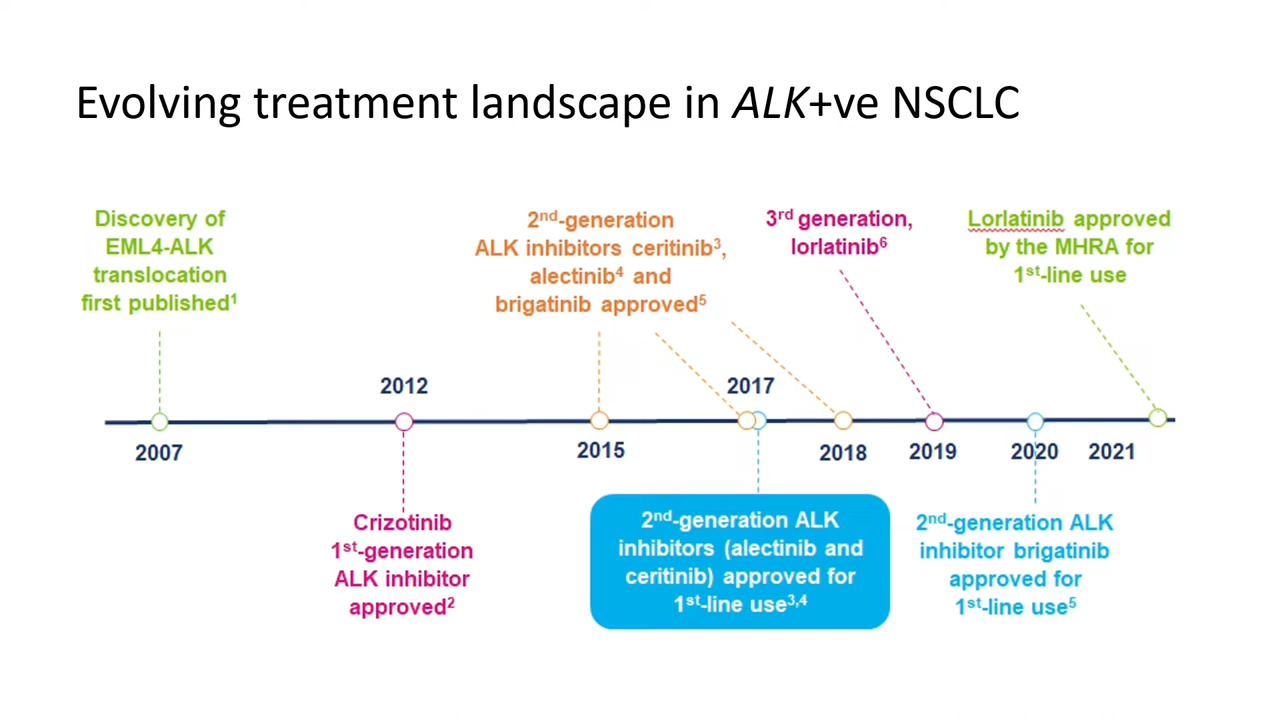 Evolving treatment landscape in ALK+ve NSCLC
Discovery of
EML4-ALK
translocation
first published¹
2nd-generation
ALK inhibitors ceritinib³,
alectinib⁴ and
brigatinib approved⁵
3rd generation,
lorlatinib⁶
Lorlatinib approved
by the MHRA for
1st-line use
2012
2017
2007
2015
2018
2019
2020
2021
Crizotinib
1st-generation
ALK inhibitor
approved²
2nd-generation ALK
inhibitors (alectinib and
ceritinib) approved for
1st-line use³,⁴
2nd-generation ALK
inhibitor brigatinib
approved for
1st-line use⁵